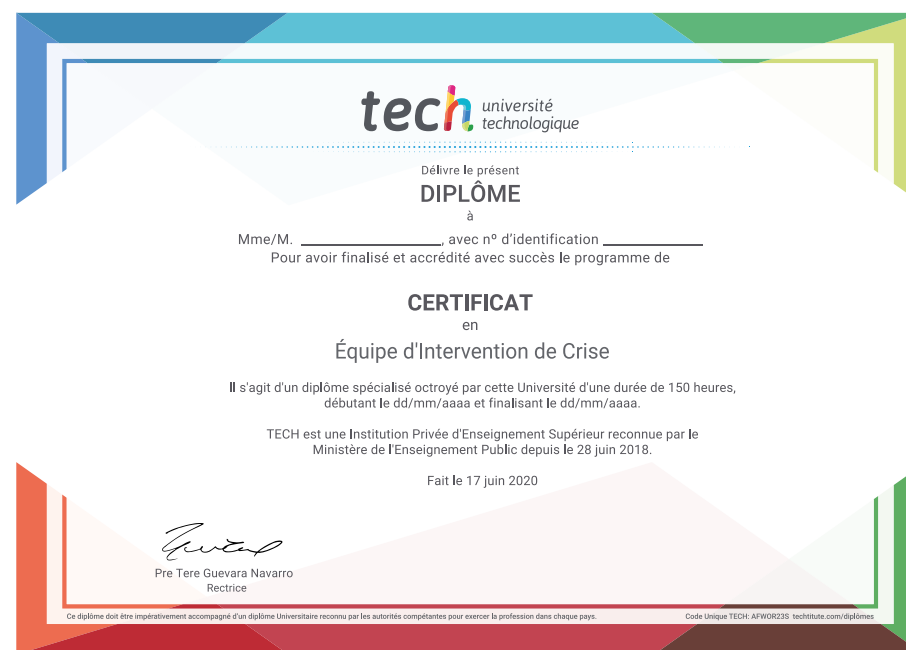 tech université
technologique
Délivre le présent
DIPLÔME
à
Mme/M. ____________________, avec nº d'identification ______________
Pour avoir finalisé et accrédité avec succès le programme de
CERTIFICAT
en
Équipe d'Intervention de Crise
Il s'agit d'un diplôme spécialisé octroyé par cette Université d'une durée de 150 heures,
débutant le dd/mm/aaaa et finalisant le dd/mm/aaaa.
TECH est une Institution Privée d'Enseignement Supérieur reconnue par le
Ministère de l'Enseignement Public depuis le 28 juin 2018.
Fait le 17 juin 2020
Pre Tere Guevara Navarro
Rectrice
Ce diplôme doit être impérativement accompagné d'un diplôme Universitaire reconnu par les autorités compétantes pour exercer la profession dans chaque pays.
Code Unique TECH: AFWOR23S techtitute.com/diplômes